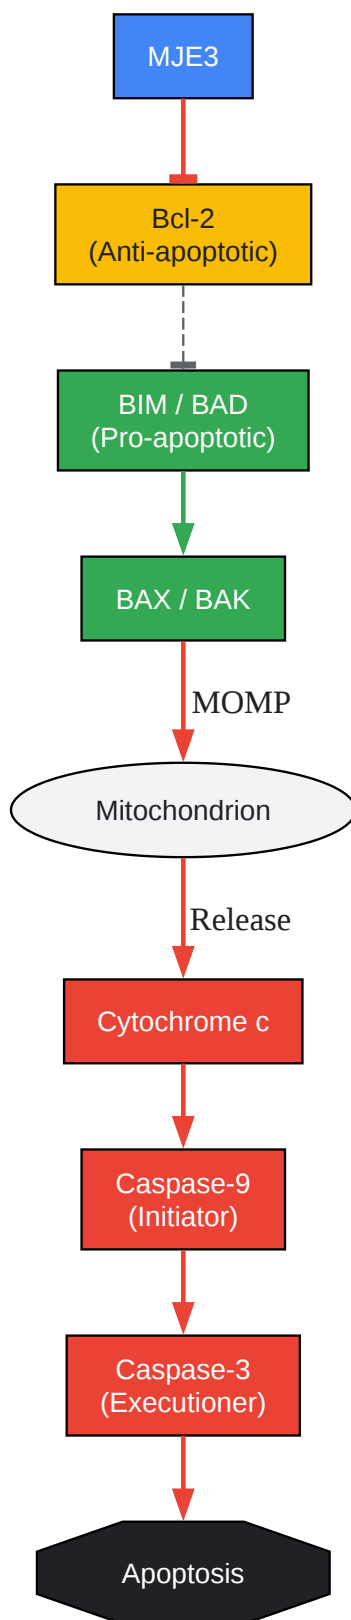 MJE3
Bcl-2
(Anti-apoptotic)
BIM / BAD
(Pro-apoptotic)
BAX / BAK
MOMP
Mitochondrion
Release
Cytochrome c
Caspase-9
(Initiator)
Caspase-3
(Executioner)
Apoptosis